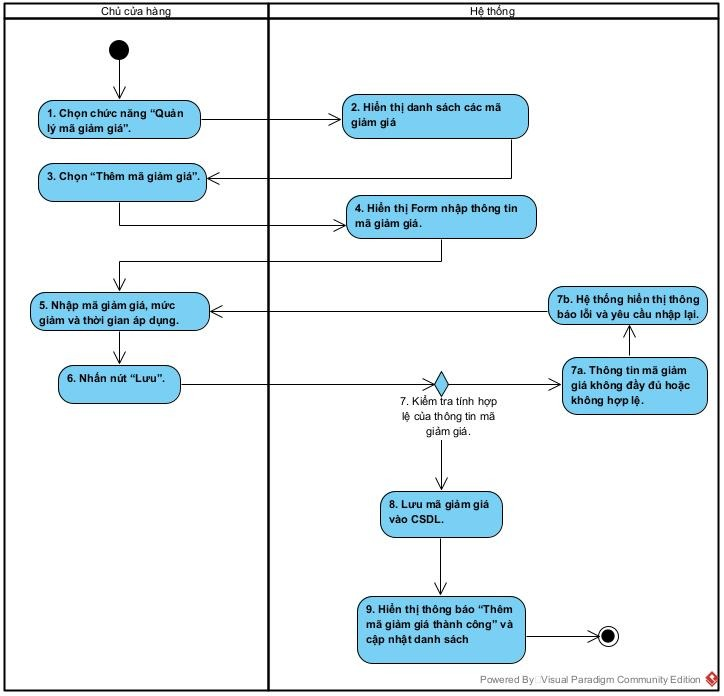 Chủ cửa hàng
Hệ thống
1. Chọn chức năng “Quản
lý mã giảm giá”.
2. Hiển thị danh sách các mã
giảm giá
3. Chọn “Thêm mã giảm giá”.
4. Hiển thị Form nhập thông tin
mã giảm giá.
5. Nhập mã giảm giá, mức
giảm và thời gian áp dụng.
7b. Hệ thống hiển thị thông
báo lỗi và yêu cầu nhập lại.
6. Nhấn nút “Lưu”.
7a. Thông tin mã giảm
giá không đầy đủ hoặc
không hợp lệ.
7. Kiểm tra tính hợp
lệ của thông tin mã
giảm giá.
8. Lưu mã giảm giá
vào CSDL.
9. Hiển thị thông báo “Thêm
mã giảm giá thành công” và
cập nhật danh sách
Powered By Visual Paradigm Community Edition